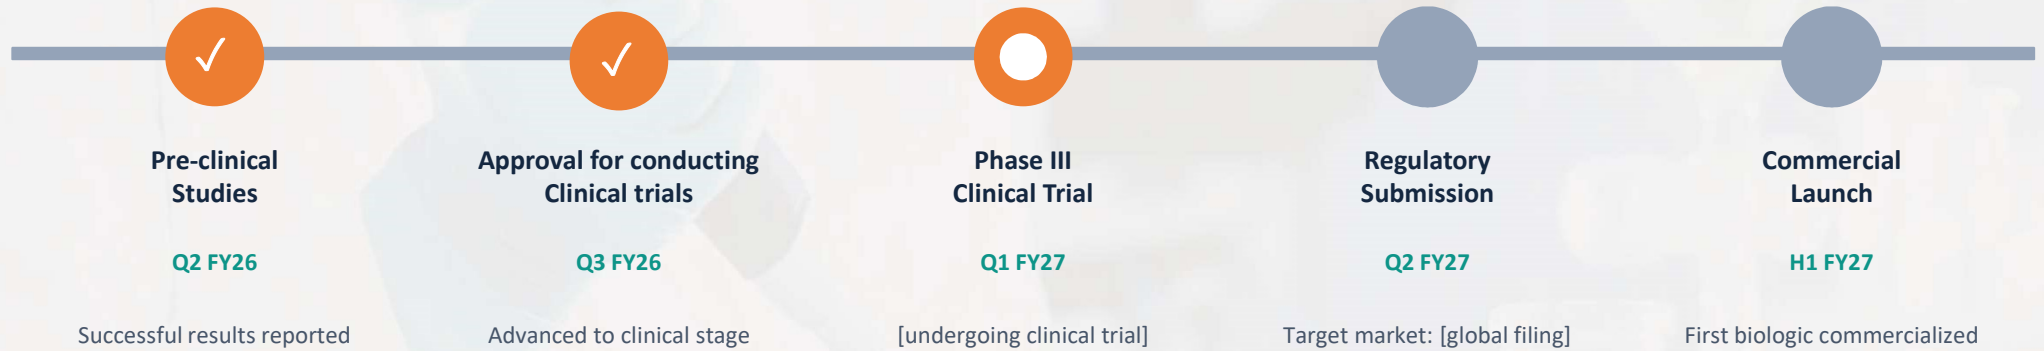 ✓
✓
Pre-clinical
Studies
Q2 FY26
Successful results reported
Approval for conducting
Clinical trials
Q3 FY26
Advanced to clinical stage
Phase III
Clinical Trial
Q1 FY27
[undergoing clinical trial]
Regulatory
Submission
Q2 FY27
Target market: [global filing]
Commercial
Launch
H1 FY27
First biologic commercialized